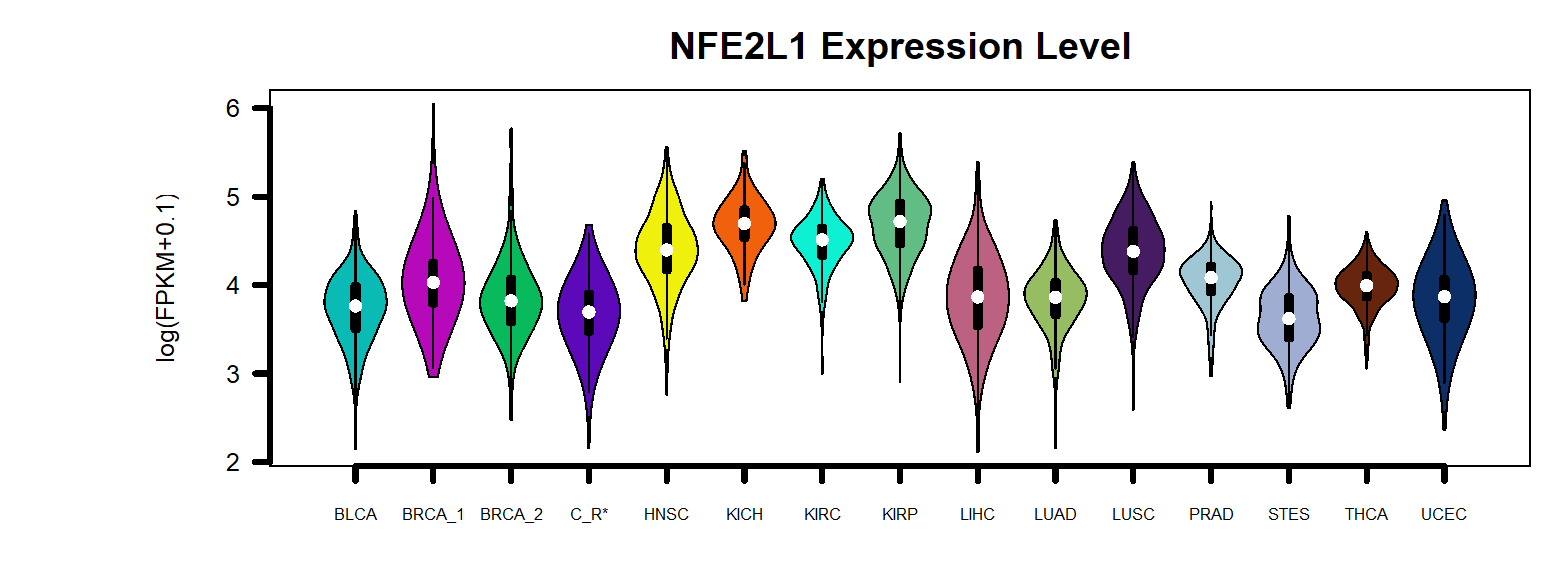 NFE2L1 Expression Level
log(FPKM+0.1)
6
5
4
3
2
BLCA BRCA_1 BRCA_2 C_R* HNSC KICH KIRC KIRP LIHC LUAD LUSC PRAD STES THCA UCEC